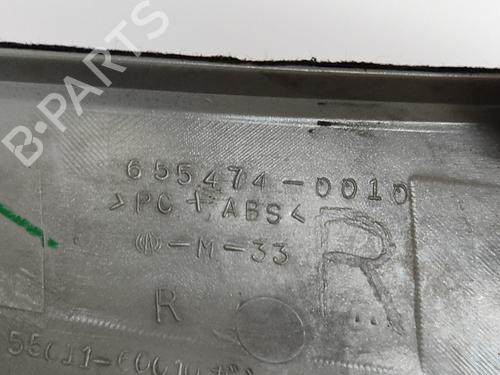 B-PARTS
655474-0010
>PC+ABS<
-M-33
R
R